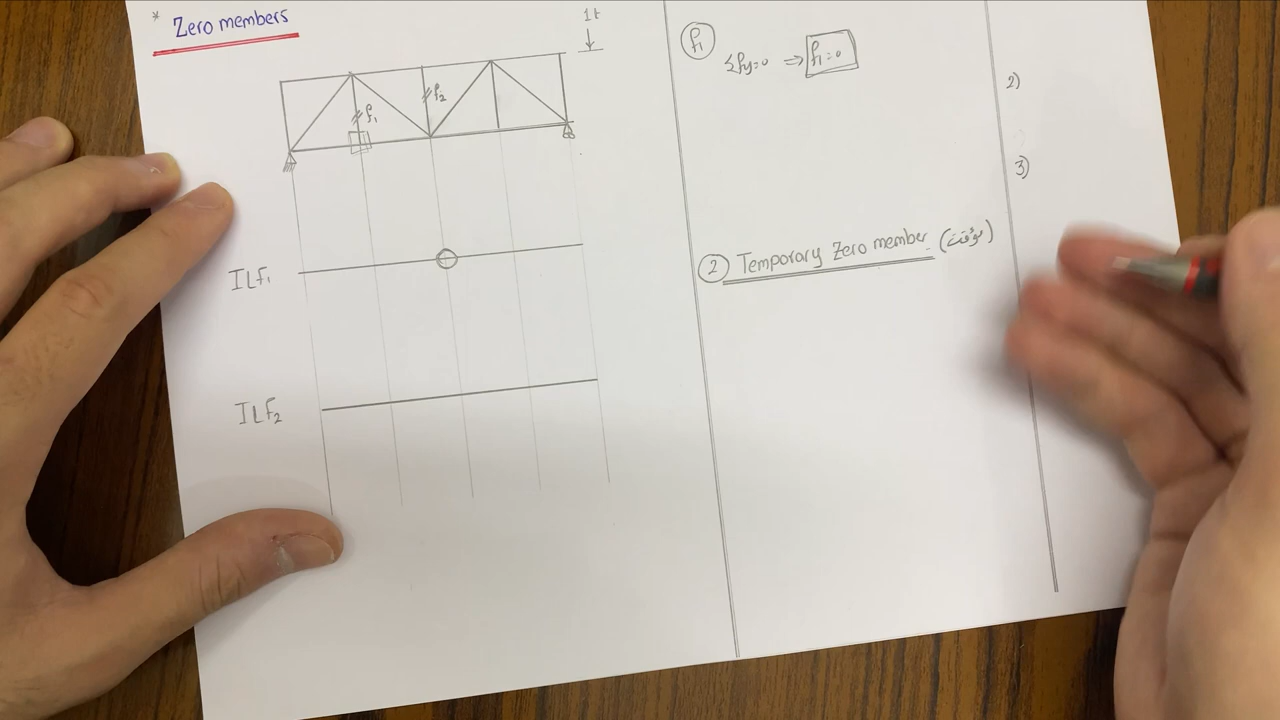 * Zero members
1t
f1
f2
ILF1
ILF2
f1
Σfy=0 ⇒ f1=0
② Temporary Zero member (مؤقت)
2)
3)